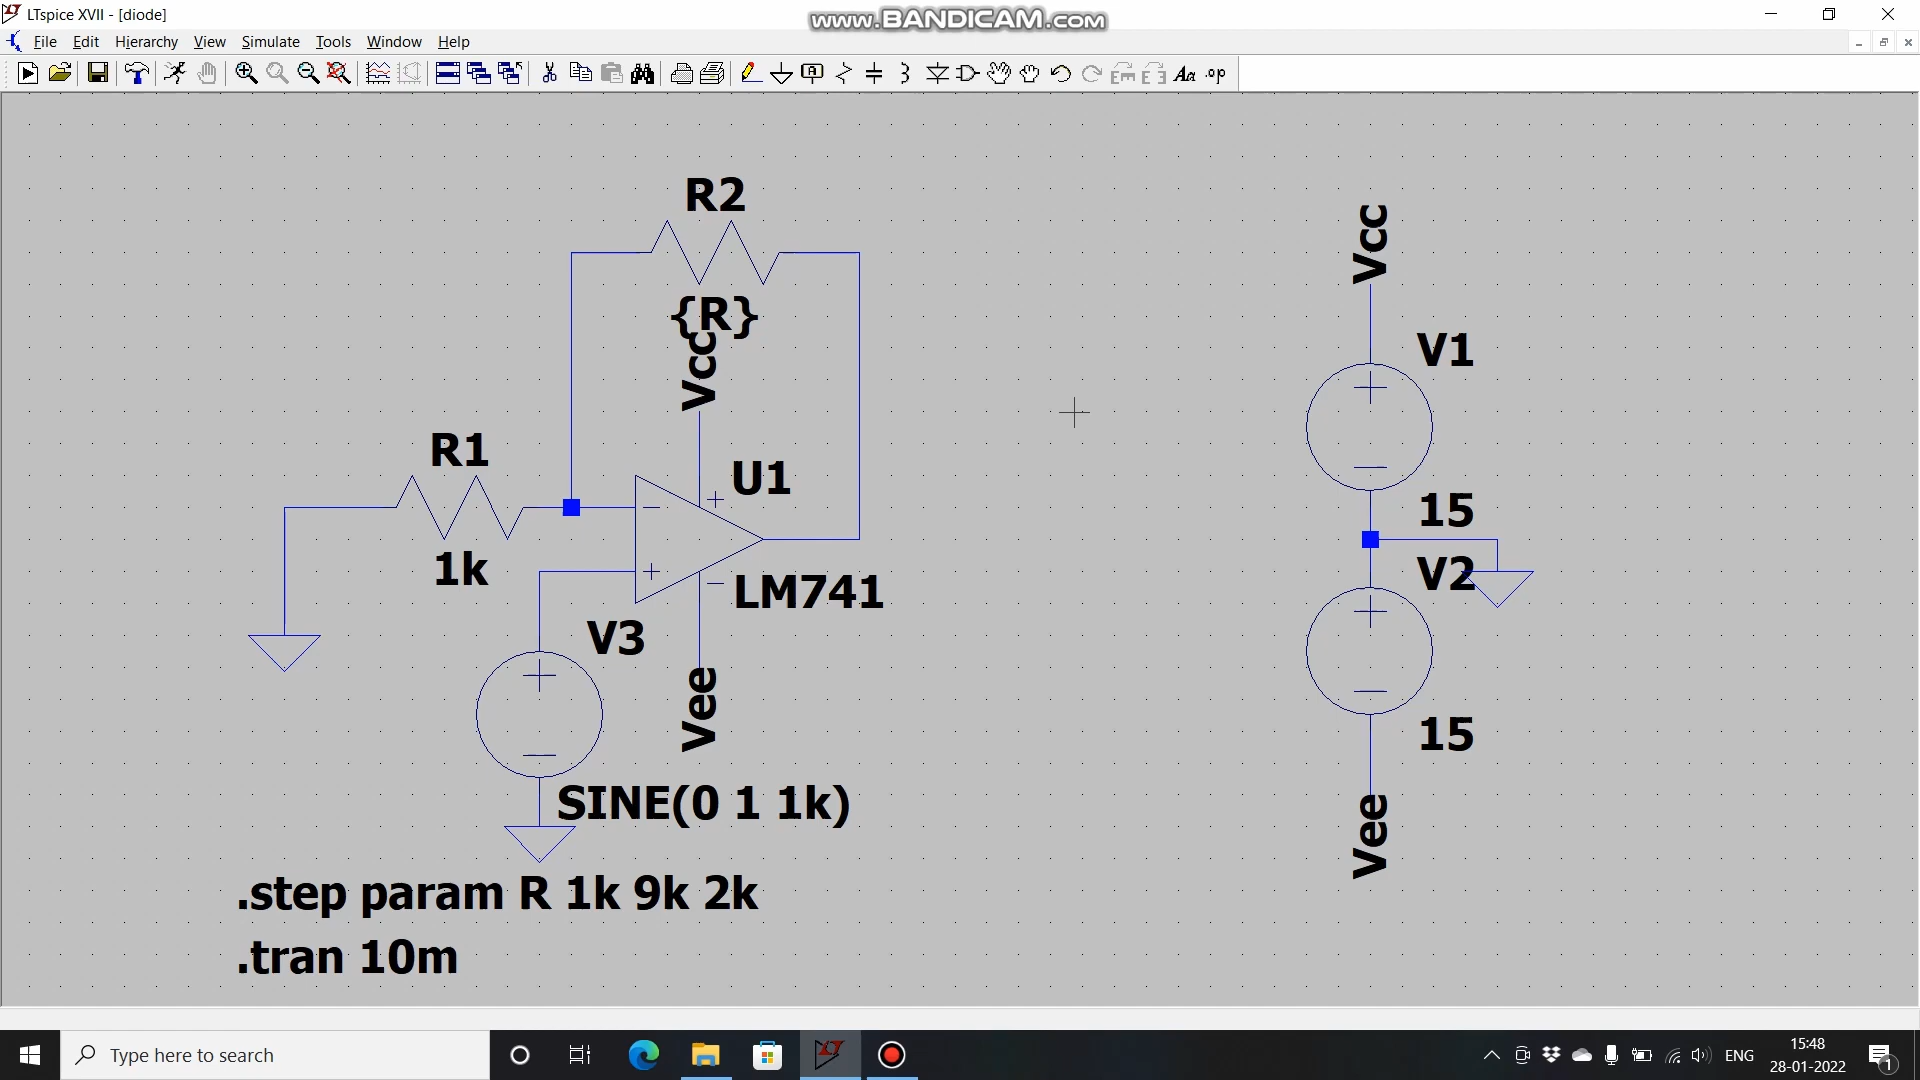 LTspice XVII - [diode]
www.BANDICAM.com
File Edit Hierarchy View Simulate Tools Window Help
R2
{R}
Vcc
R1
1k
U1
LM741
V3
Vee
SINE(0 1 1k)
.step param R 1k 9k 2k
.tran 10m
Vcc
V1
15
V2
15
Vee
Type here to search
ENG
15:48
28-01-2022
1